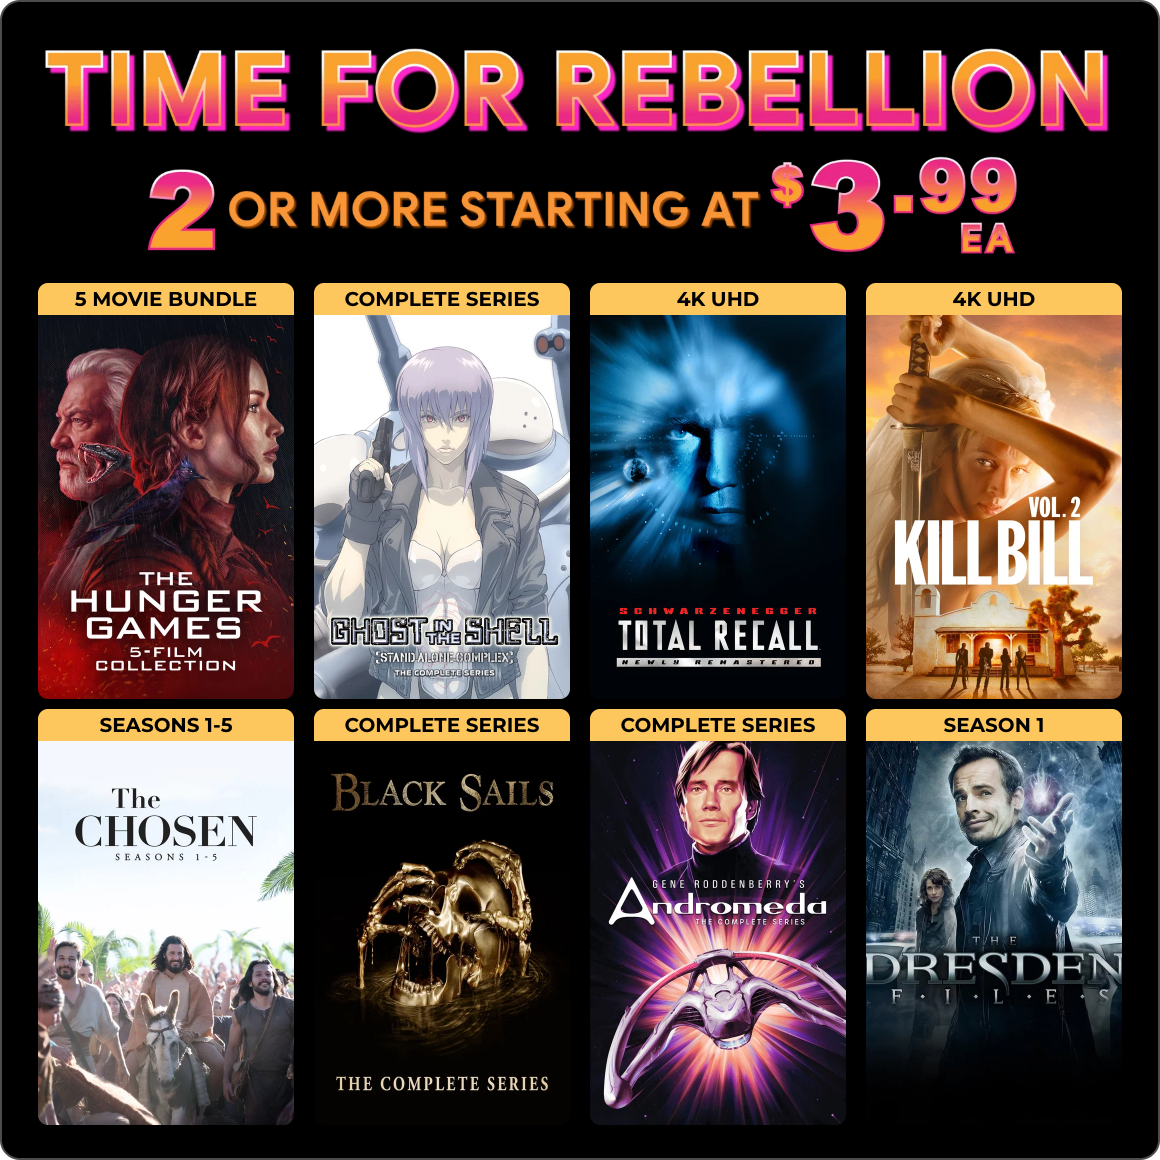 TIME FOR REBELLION
2 OR MORE STARTING AT $3.99 EA
5 MOVIE BUNDLE
THE
HUNGER
GAMES
5-FILM
COLLECTION
COMPLETE SERIES
GHOST IN THE SHELL
STAND ALONE COMPLEX
THE COMPLETE SERIES
4K UHD
SCHWARZENEGGER
TOTAL RECALL
NEWLY REMASTERED
4K UHD
VOL. 2
KILL BILL
SEASONS 1-5
The
CHOSEN
SEASONS 1-5
COMPLETE SERIES
BLACK SAILS
THE COMPLETE SERIES
COMPLETE SERIES
GENE RODDENBERRY'S
Andromeda
THE COMPLETE SERIES
SEASON 1
THE
DRESDEN
F·I·L·E·S